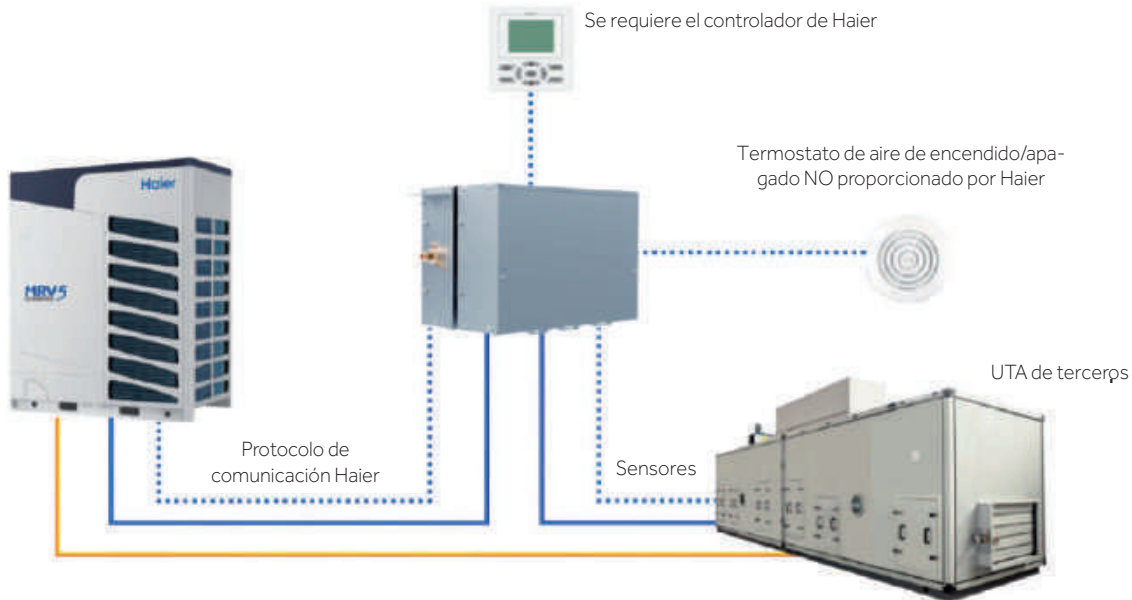 Se requiere el controlador de Haier
Termostato de aire de encendido/apa-
gado NO proporcionado por Haier
Haier
MRV5
UTA de terceros
Protocolo de
comunicación Haier
Sensores